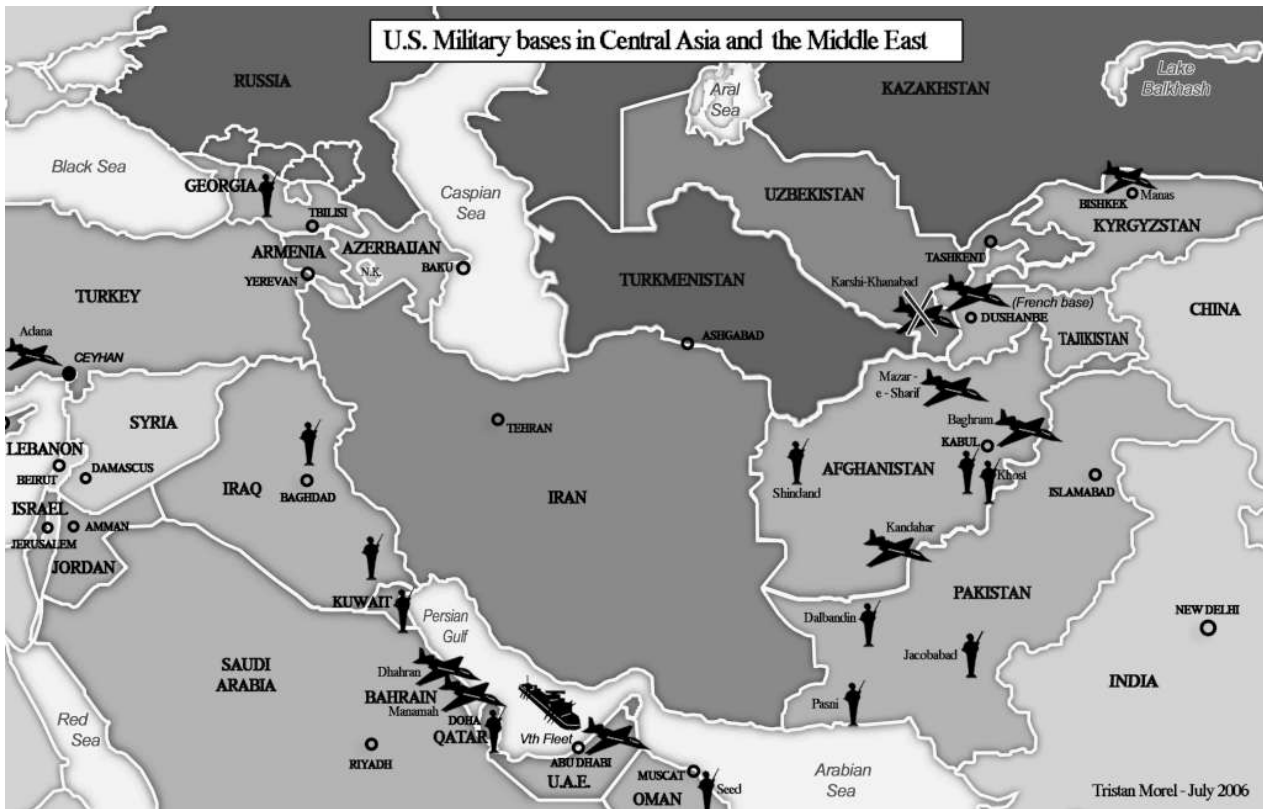 U.S. Military bases in Central Asia and the Middle East
RUSSIA
KAZAKHSTAN
Lake
Balkhash
Aral
Sea
Black Sea
Caspian
Sea
GEORGIA
TBILISI
UZBEKISTAN
BISHKEK
Manas
KYRGYZSTAN
ARMENIA
AZERBAIJAN
YEREVAN
N.K.
BAKU
TASHKENT
TURKEY
TURKMENISTAN
Karshi-Khanabad
(French base)
DUSHANBE
CHINA
Adana
CEYHAN
ASHGABAD
TAJIKISTAN
Mazar -
e - Sharif
SYRIA
TEHRAN
Baghram
KABUL
LEBANON
BEIRUT
DAMASCUS
IRAQ
BAGHDAD
IRAN
Shindand
AFGHANISTAN
Khost
ISLAMABAD
ISRAEL
AMMAN
JERUSALEM
JORDAN
Kandahar
KUWAIT
Persian
Gulf
Dalbandin
PAKISTAN
NEW DELHI
Jacobabad
SAUDI
ARABIA
Dhahran
BAHRAIN
Manamah
INDIA
Pasni
Red
Sea
DOHA
QATAR
Vth Fleet
RIYADH
ABU DHABI
U.A.E.
MUSCAT
OMAN
Seed
Arabian
Sea
Tristan Morel - July 2006